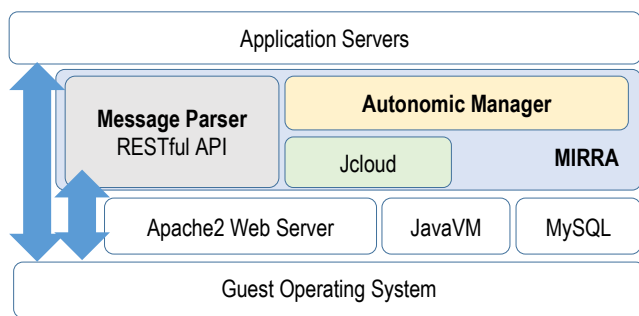 Application Servers
Message Parser
RESTful API
Autonomic Manager
Jcloud
MIRRA
Apache2 Web Server
JavaVM
MySQL
Guest Operating System